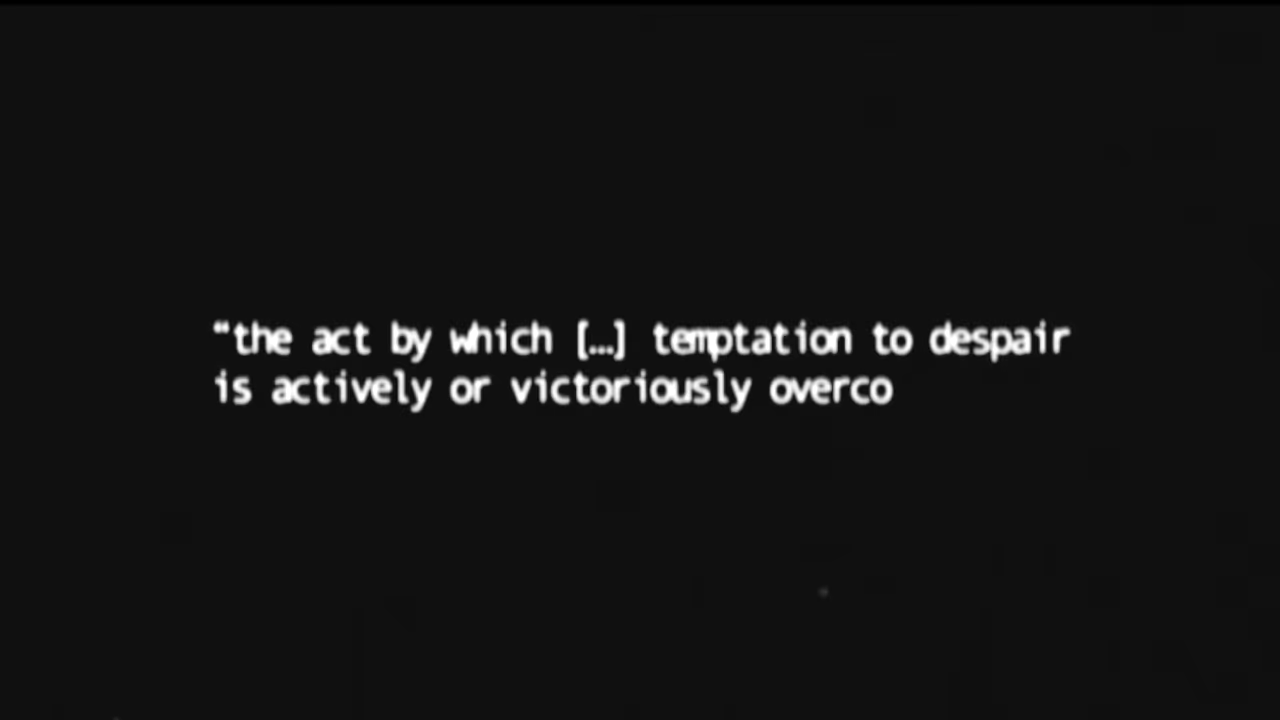 “the act by which [...] temptation to despair
is actively or victoriously overco